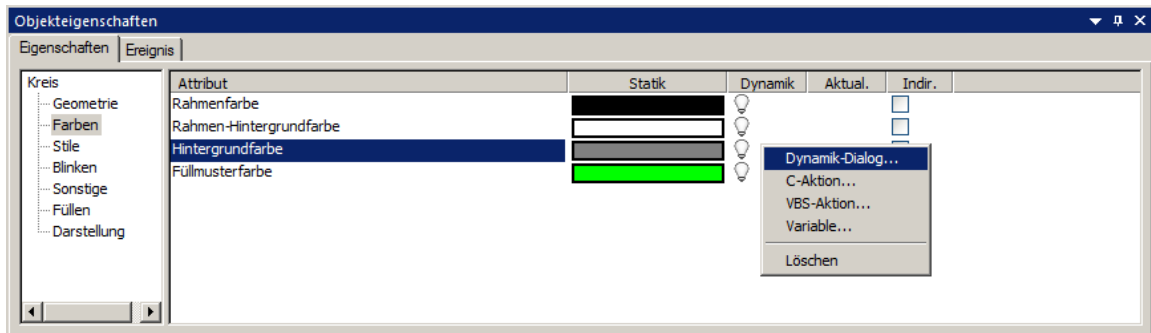 Objekteigenschaften
Eigenschaften Ereignis
Kreis
Geometrie
Farben
Stile
Blinken
Sonstige
Füllen
Darstellung
Attribut Statik Dynamik Aktual. Indir.
Rahmenfarbe
Rahmen-Hintergrundfarbe
Hintergrundfarbe
Füllmusterfarbe
Dynamik-Dialog...
C-Aktion...
VBS-Aktion...
Variable...
Löschen